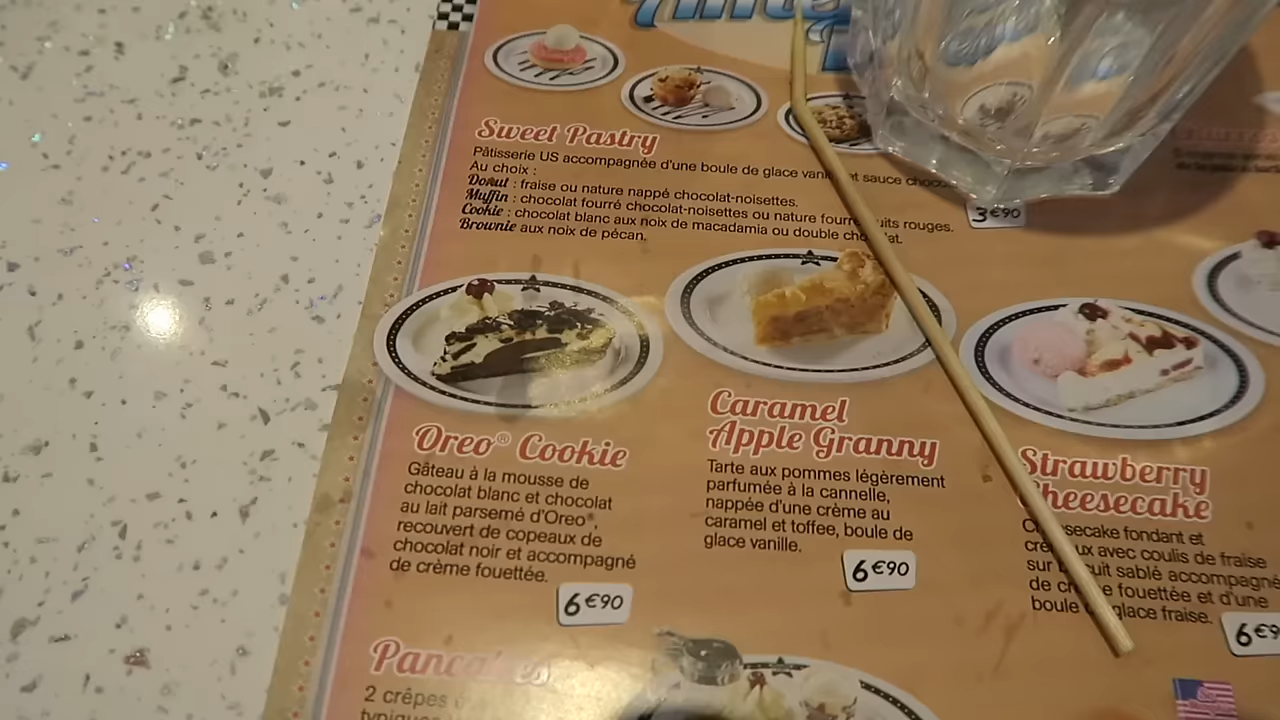 Sweet Pastry
Pâtisserie US accompagnée d'une boule de glace et sauce
Au choix :
Donut : fraise ou nature nappé chocolat-noisettes.
Muffin : chocolat fourré chocolat-noisettes ou nature rouges.
Cookie : chocolat blanc aux noix de macadamia ou double
Brownie aux noix de pécan.
3€90
Oreo® Cookie
Gâteau à la mousse de
chocolat blanc et chocolat
au lait parsemé d'Oreo®,
recouvert de copeaux de
chocolat noir et accompagné
de crème fouettée.
6€90
Caramel
Apple Granny
Tarte aux pommes légèrement
parfumée à la cannelle,
nappée d'une crème au
caramel et toffee, boule de
glace vanille.
6€90
Strawberry
Cheesecake
fondant et
avec coulis de fraise
sur sablé accompagné
de fouettée et d'une
boule glace fraise.
Pancakes
2 crêpes